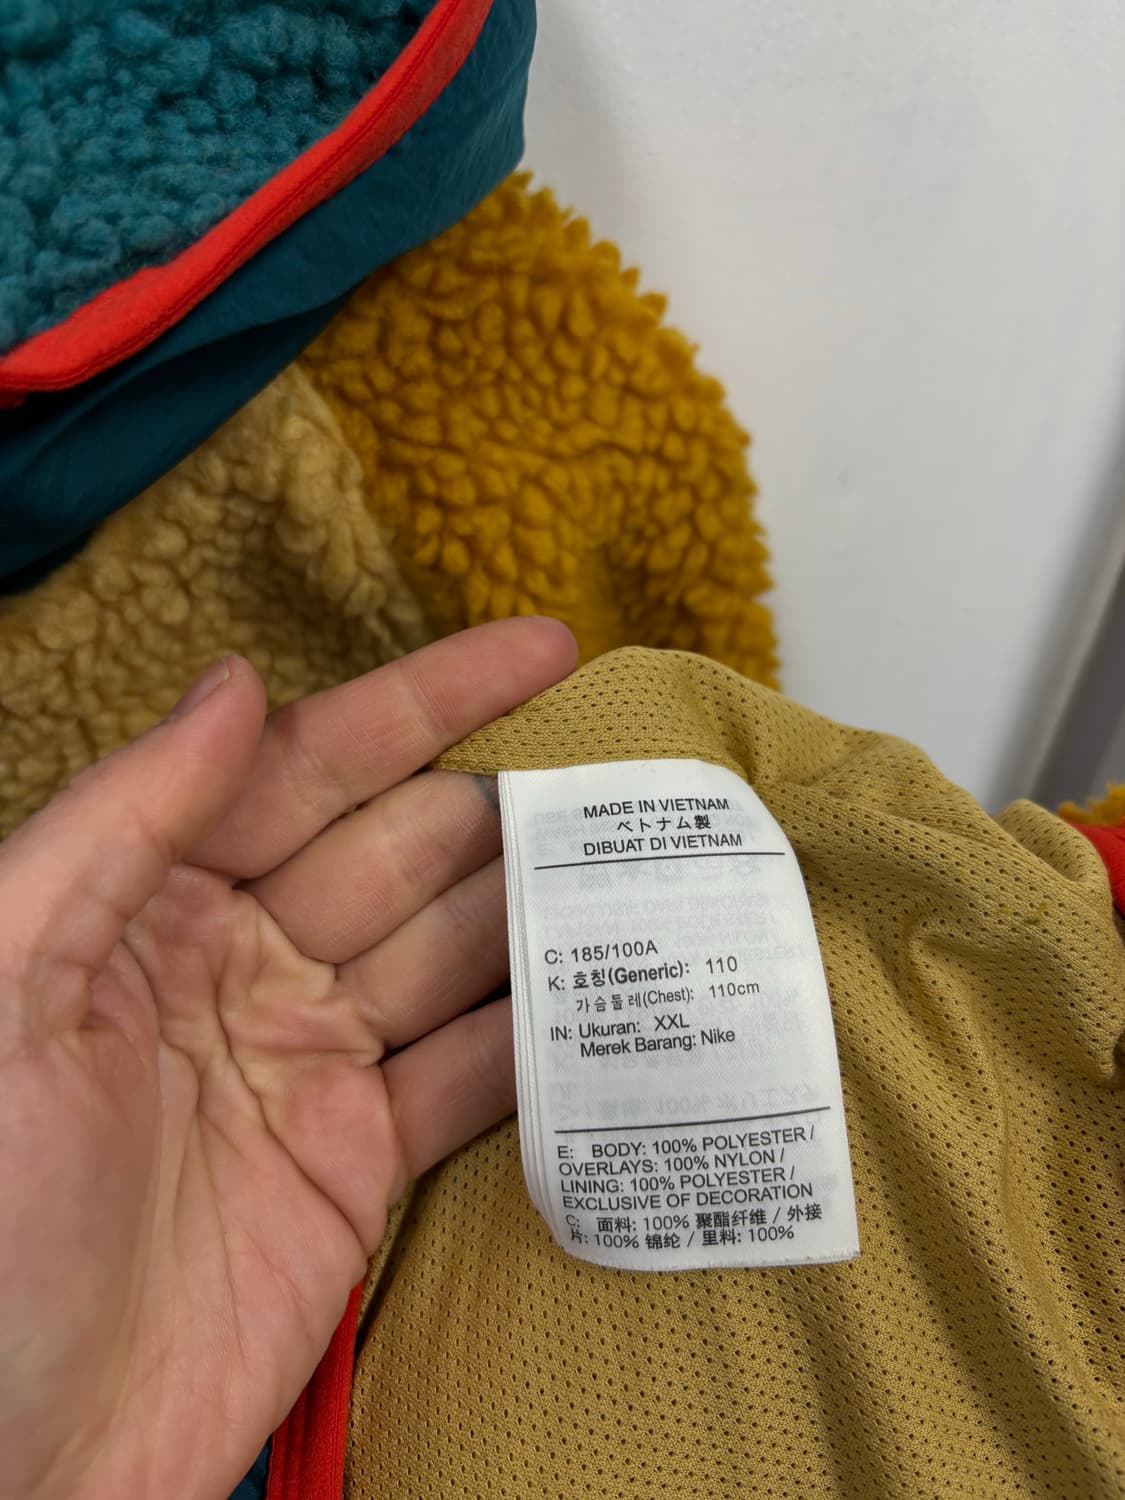 MADE IN VIETNAM
ベトナム製
DIBUAT DI VIETNAM
C: 185/100A
K: 호칭(Generic): 110
가슴둘레(Chest): 110cm
IN: Ukuran: XXL
Merek Barang: Nike
E: BODY: 100% POLYESTER /
OVERLAYS: 100% NYLON /
LINING: 100% POLYESTER /
EXCLUSIVE OF DECORATION
C: 面料: 100% 聚酯纤维 / 外接
片: 100% 锦纶 / 里料: 100%